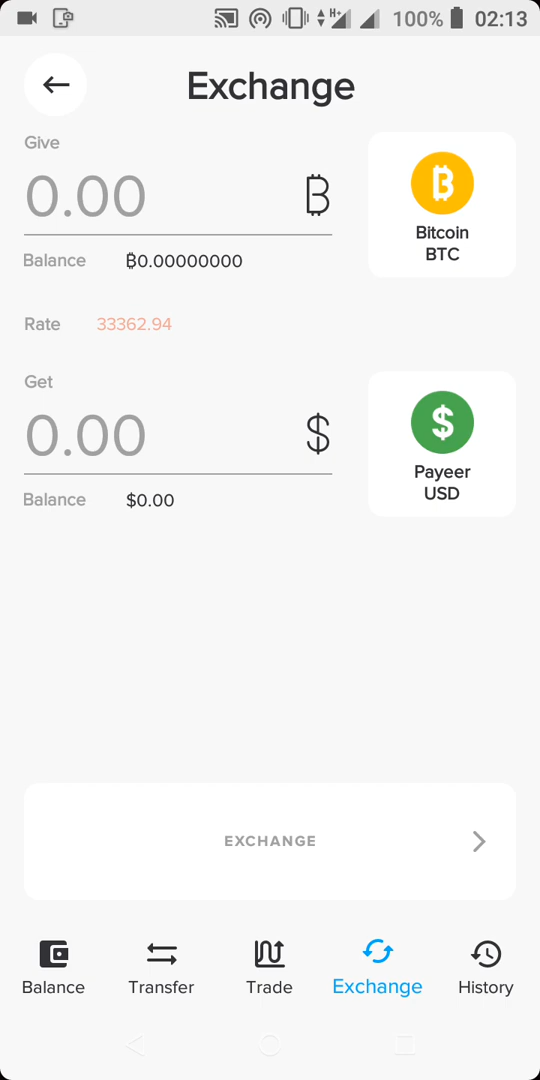 H+ 100% 02:13
Exchange
Give
0.00 ₿
Bitcoin
BTC
Balance ₿0.00000000
Rate 33362.94
Get
0.00 $
Payeer
USD
Balance $0.00
EXCHANGE
Balance Transfer Trade Exchange History